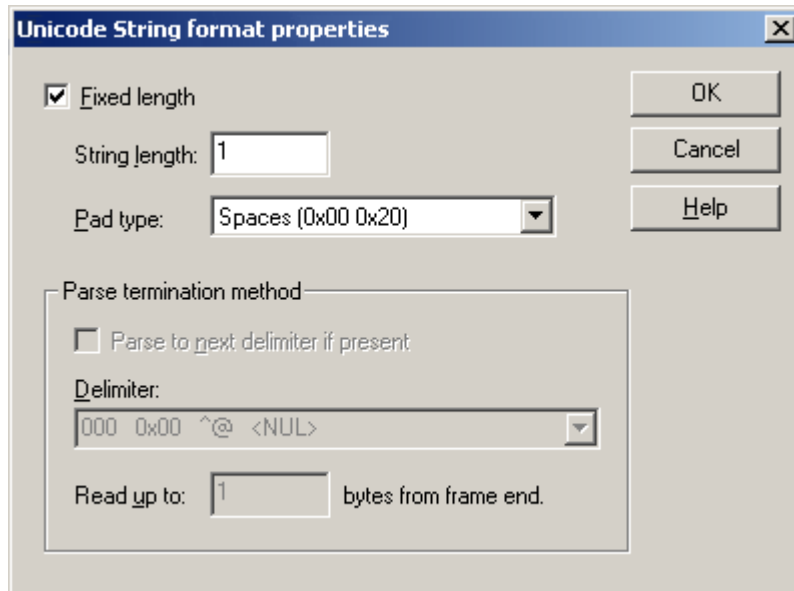 Unicode String format properties
Fixed length
OK
String length: 1
Cancel
Pad type: Spaces (0x00 0x20)
Help
Parse termination method
Parse to next delimiter if present
Delimiter:
000 0x00 ^@ <NUL>
Read up to: 1 bytes from frame end.